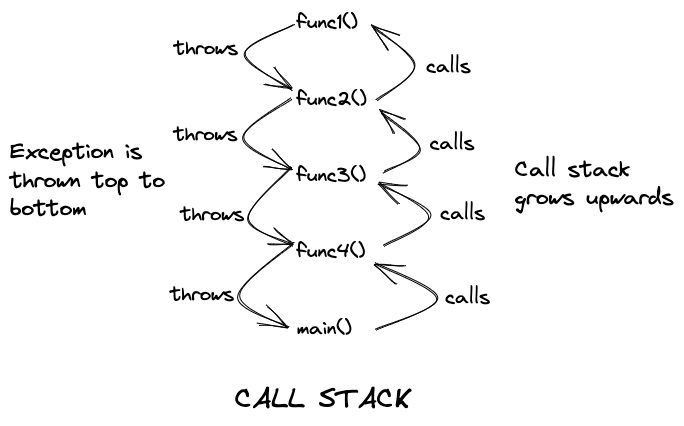 func1()
throws
calls
func2()
throws
calls
Exception is
thrown top to
bottom
func3()
Call stack
grows upwards
throws
calls
func4()
throws
calls
main()
CALL STACK